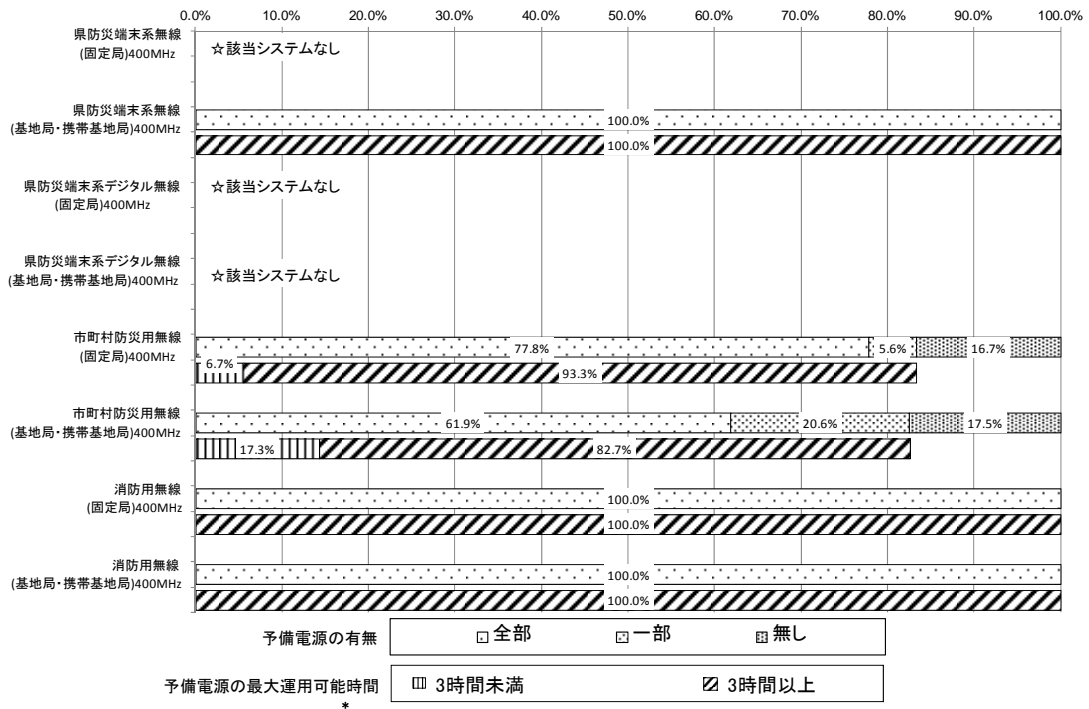 0.0% 10.0% 20.0% 30.0% 40.0% 50.0% 60.0% 70.0% 80.0% 90.0% 100.0%
県防災端末系無線
(固定局)400MHz
☆該当システムなし
県防災端末系無線
(基地局・携帯基地局)400MHz
100.0%
100.0%
県防災端末系デジタル無線
(固定局)400MHz
☆該当システムなし
県防災端末系デジタル無線
(基地局・携帯基地局)400MHz
☆該当システムなし
市町村防災用無線
(固定局)400MHz
77.8% 5.6% 16.7%
6.7% 93.3%
市町村防災用無線
(基地局・携帯基地局)400MHz
61.9% 20.6% 17.5%
17.3% 82.7%
消防用無線
(固定局)400MHz
100.0%
100.0%
消防用無線
(基地局・携帯基地局)400MHz
100.0%
100.0%
予備電源の有無 全部 一部 無し
予備電源の最大運用可能時間 3時間未満 3時間以上
*